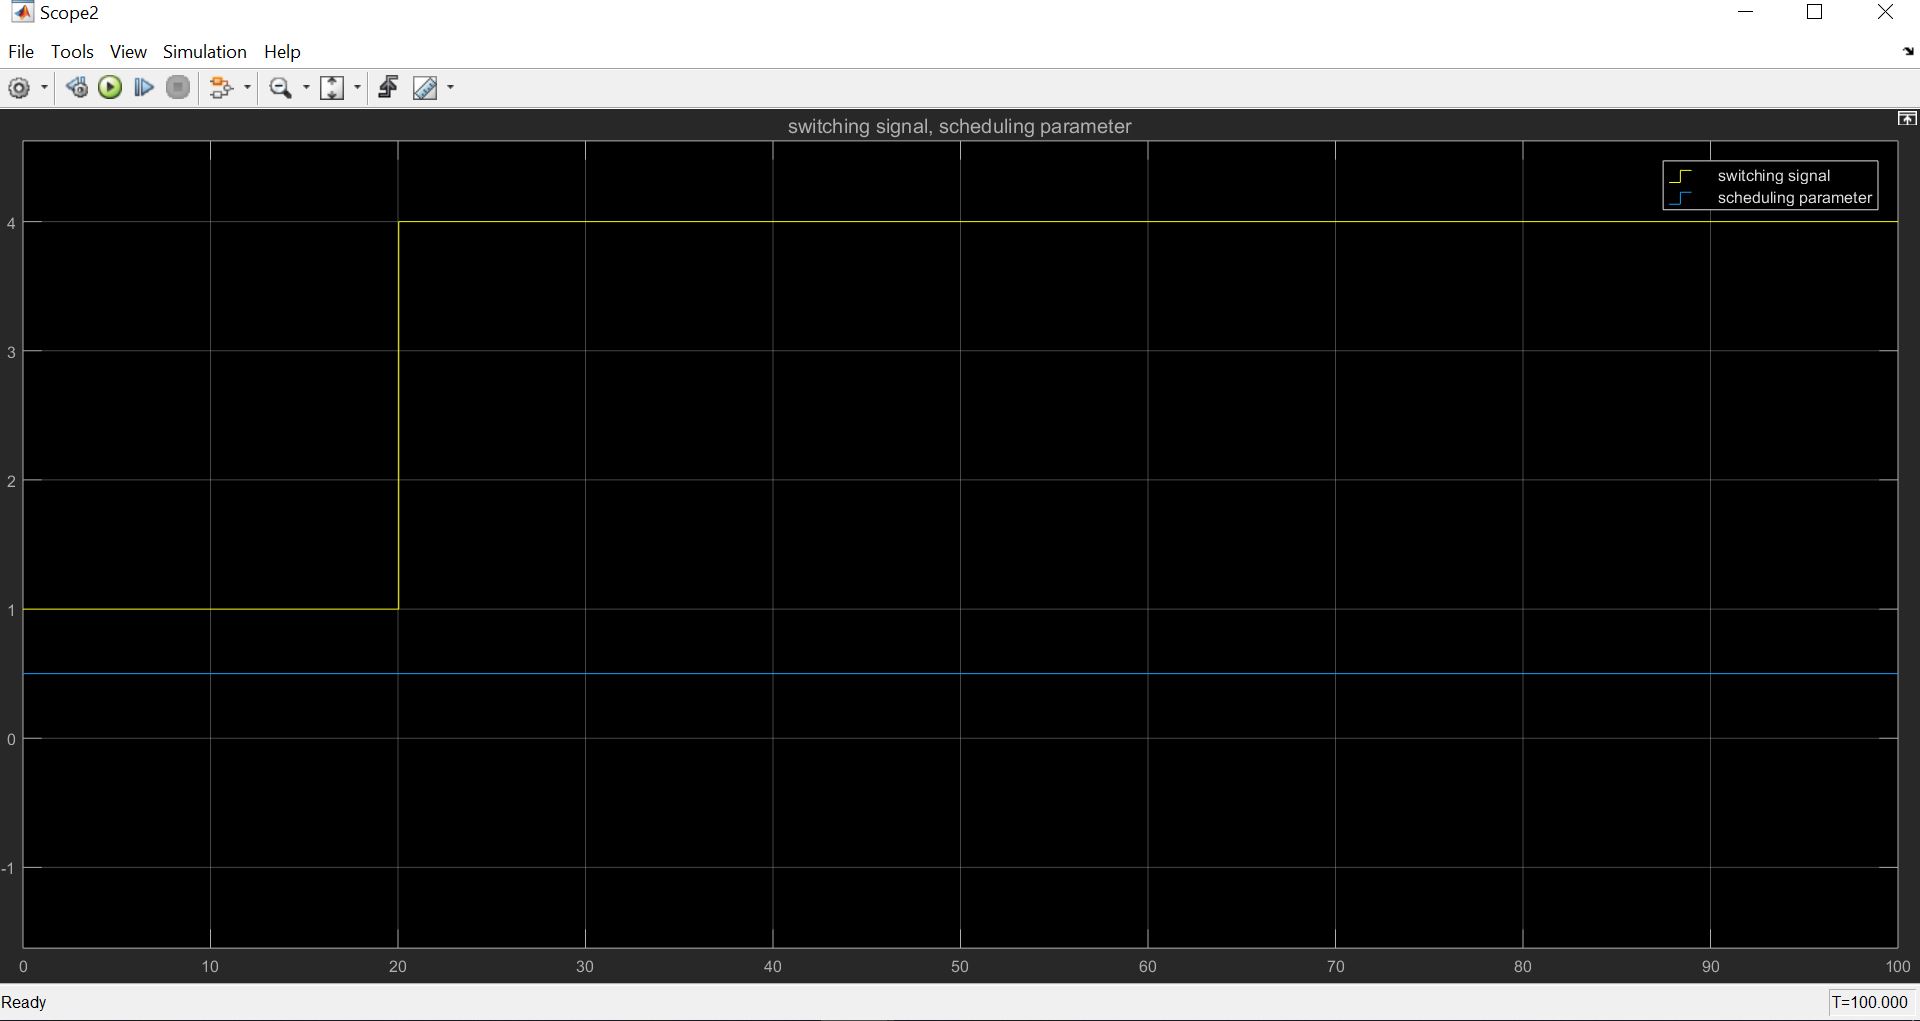 Scope2
File Tools View Simulation Help
switching signal, scheduling parameter
switching signal
scheduling parameter
4
3
2
1
0
-1
0 10 20 30 40 50 60 70 80 90 100
Ready T=100.000